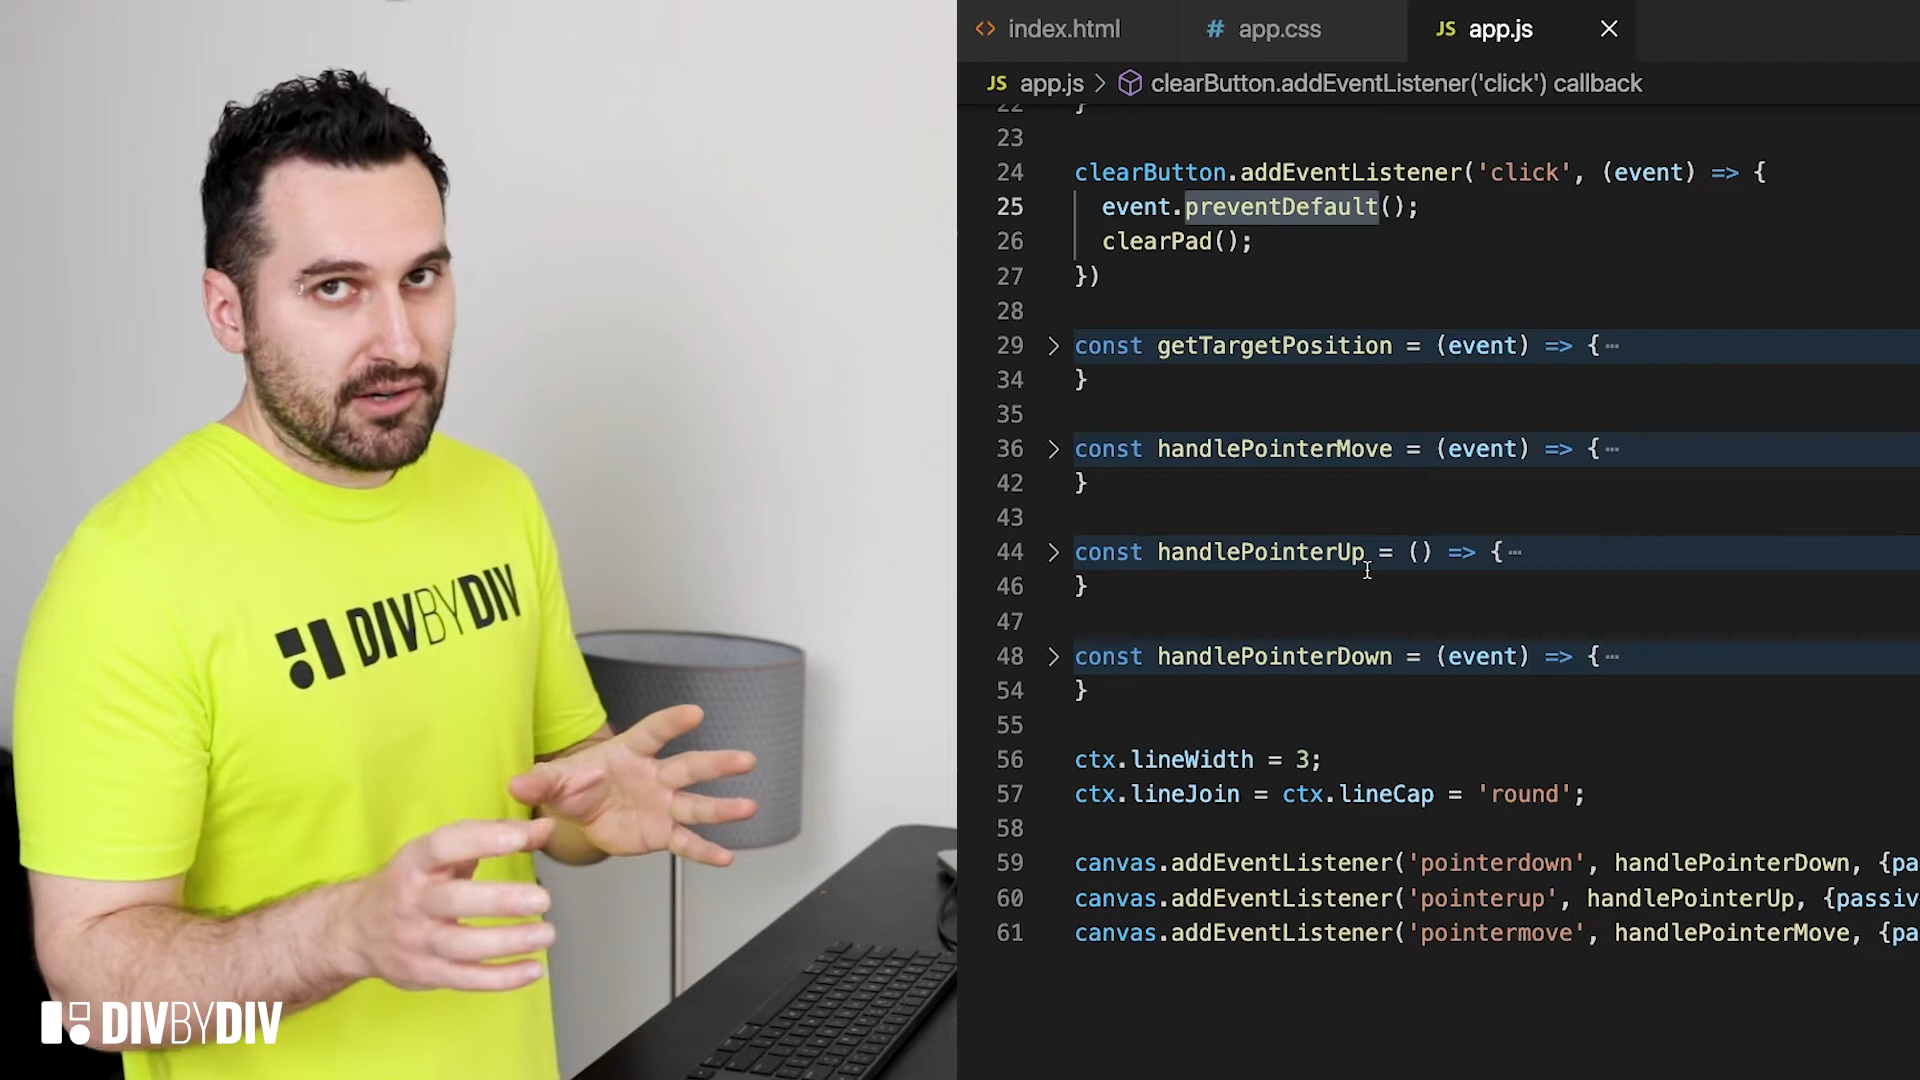 index.html
# app.css
JS app.js
JS app.js > clearButton.addEventListener('click') callback
22 }
23
24 clearButton.addEventListener('click', (event) => {
25 event.preventDefault();
26 clearPad();
27 })
28
29 const getTargetPosition = (event) => {…
34 }
35
36 const handlePointerMove = (event) => {…
42 }
43
44 const handlePointerUp = () => {…
46 }
47
48 const handlePointerDown = (event) => {…
54 }
55
56 ctx.lineWidth = 3;
57 ctx.lineJoin = ctx.lineCap = 'round';
58
59 canvas.addEventListener('pointerdown', handlePointerDown, {pa
60 canvas.addEventListener('pointerup', handlePointerUp, {passiv
61 canvas.addEventListener('pointermove', handlePointerMove, {pa
DIVBYDIV
DIVBYDIV